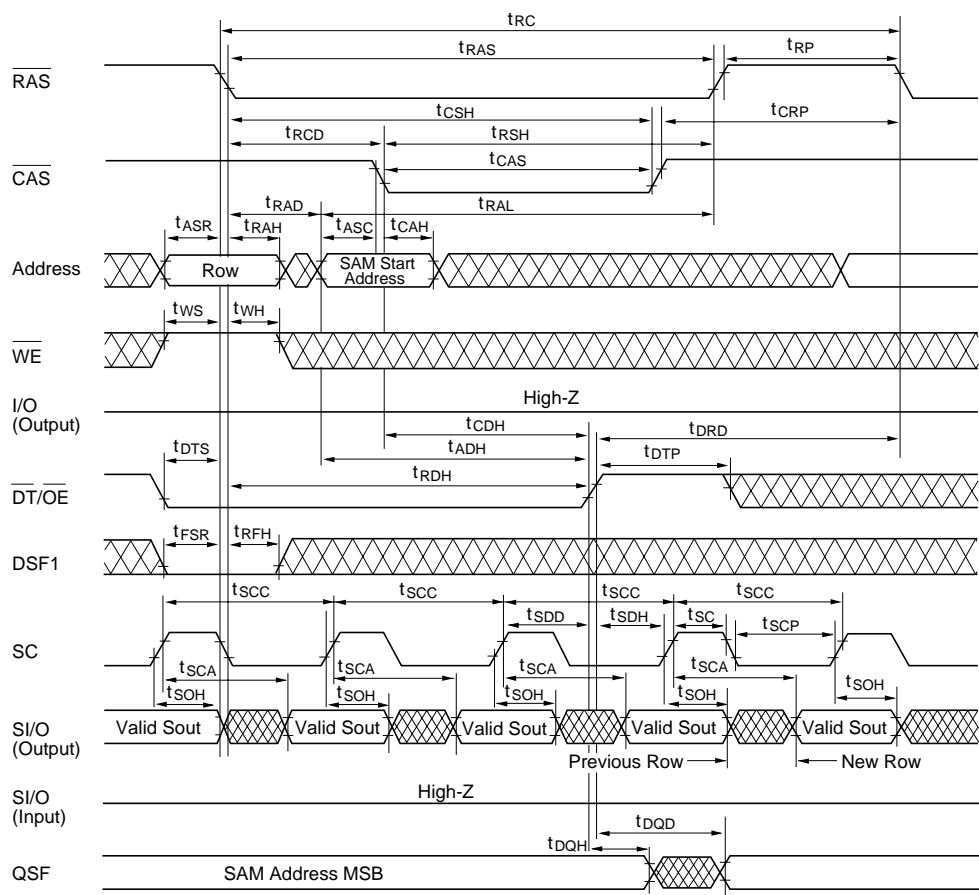 tRC
tRAS tRP
RAS
tCSH tCRP
tRCD tRSH
CAS tCAS
tRAD tRAL
tASR tRAH tASC tCAH
Address Row SAM Start Address
tWS tWH
WE
I/O (Output) High-Z
tCDH tDRD
tDTS tADH tDTP
DT/OE tRDH
tFSR tRFH
DSF1
tSCC tSCC tSCC tSCC
tSDD tSDH tSC tSCP
SC
tSCA tSCA tSCA tSCA
tSOH tSOH tSOH tSOH tSOH
SI/O (Output) Valid Sout Valid Sout Valid Sout Valid Sout Valid Sout
Previous Row New Row
SI/O (Input) High-Z
tDQD
tDQH
QSF SAM Address MSB